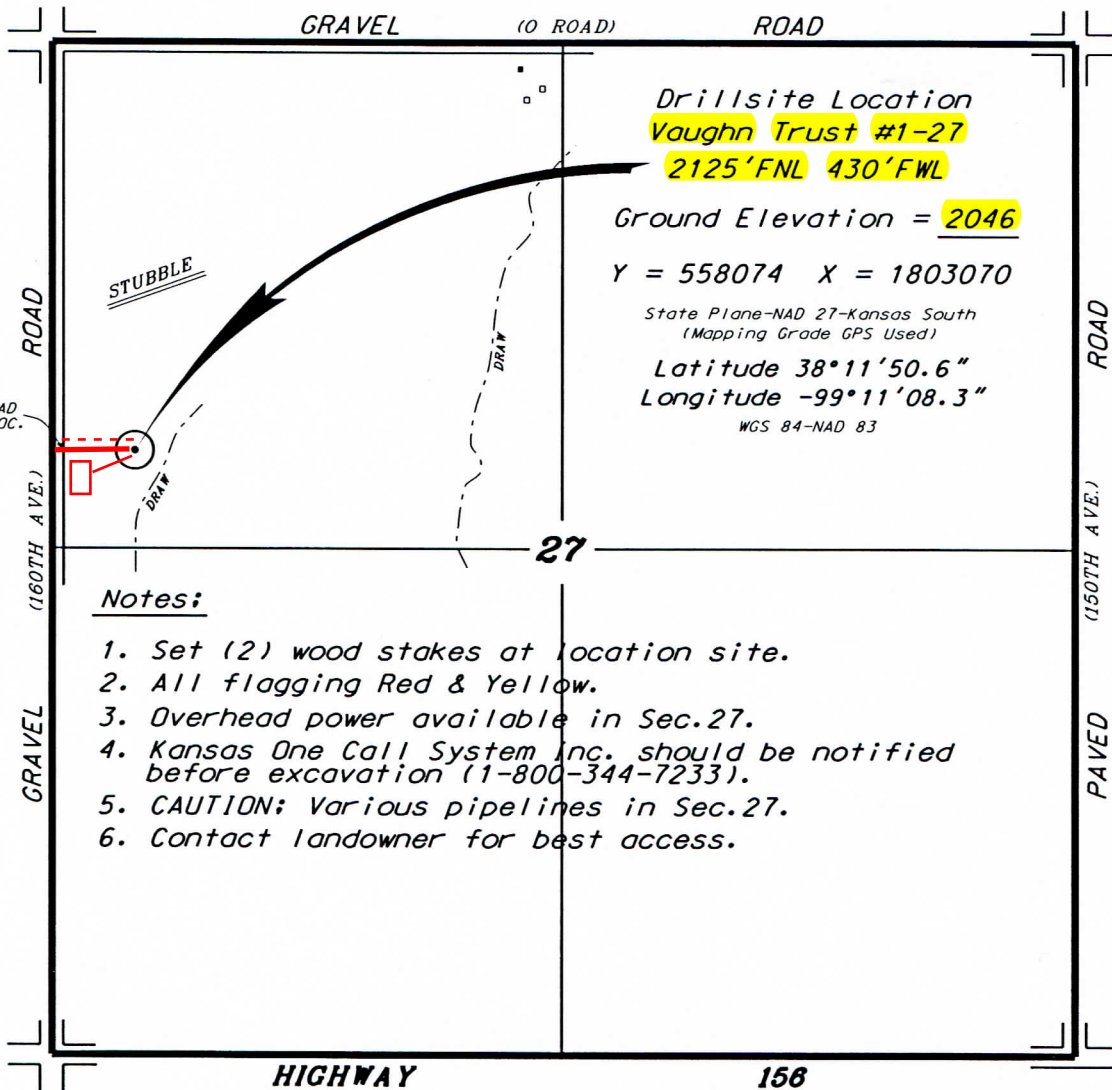 GRAVEL (O ROAD) ROAD
Drillsite Location
Vaughn Trust #1-27
2125'FNL 430'FWL
Ground Elevation = 2046
Y = 558074 X = 1803070
State Plane-NAD 27-Kansas South
(Mapping Grade GPS Used)
Latitude 38°11'50.6"
Longitude -99°11'08.3"
WGS 84-NAD 83
STUBBLE
DRAW
DRAW
GRAVEL (160TH AVE.) ROAD
PAVED (150TH AVE.) ROAD
27
Notes:
1. Set (2) wood stakes at location site.
2. All flagging Red & Yellow.
3. Overhead power available in Sec.27.
4. Kansas One Call System Inc. should be notified
before excavation (1-800-344-7233).
5. CAUTION: Various pipelines in Sec.27.
6. Contact landowner for best access.
HIGHWAY 156